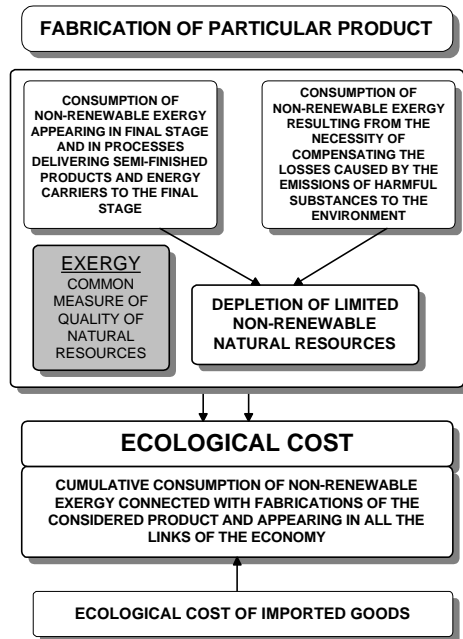 FABRICATION OF PARTICULAR PRODUCT
CONSUMPTION OF
NON-RENEWABLE EXERGY
APPEARING IN FINAL STAGE
AND IN PROCESSES
DELIVERING SEMI-FINISHED
PRODUCTS AND ENERGY
CARRIERS TO THE FINAL
STAGE
CONSUMPTION OF
NON-RENEWABLE EXERGY
RESULTING FROM THE
NECESSITY OF
COMPENSATING THE
LOSSES CAUSED BY THE
EMISSIONS OF HARMFUL
SUBSTANCES TO THE
ENVIRONMENT
EXERGY
COMMON
MEASURE OF
QUALITY OF
NATURAL
RESOURCES
DEPLETION OF LIMITED
NON-RENEWABLE
NATURAL RESOURCES
ECOLOGICAL COST
CUMULATIVE CONSUMPTION OF NON-RENEWABLE
EXERGY CONNECTED WITH FABRICATIONS OF THE
CONSIDERED PRODUCT AND APPEARING IN ALL THE
LINKS OF THE ECONOMY
ECOLOGICAL COST OF IMPORTED GOODS